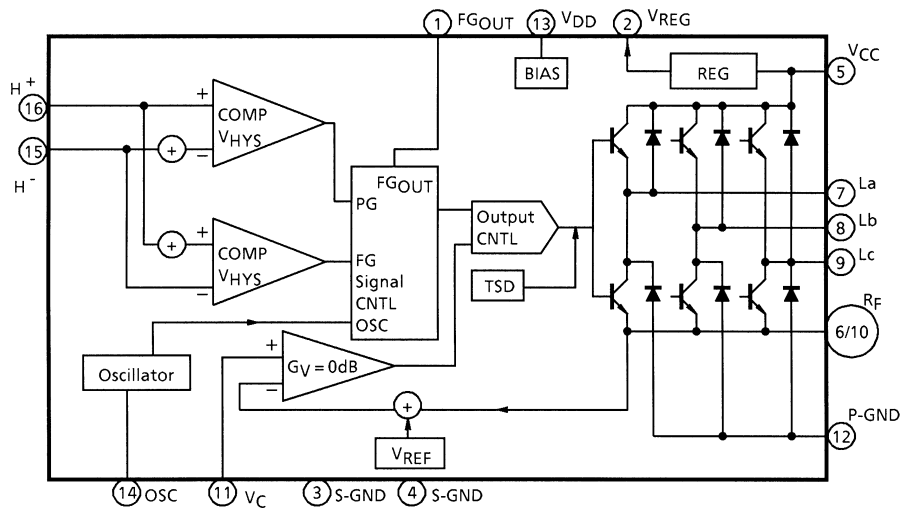 1 FGOUT 13 VDD 2 VREG
BIAS REG
VCC
5
H+
16
+
COMP
VHYS
−
15
+
H-
FGOUT
PG
7 La
Output
CNTL
8 Lb
+
+
COMP
VHYS
−
FG
Signal
CNTL
OSC
TSD
9 Lc
RF
6/10
+
GV = 0dB
−
Oscillator
+
VREF
P-GND
12
14 OSC 11 VC 3 S-GND 4 S-GND